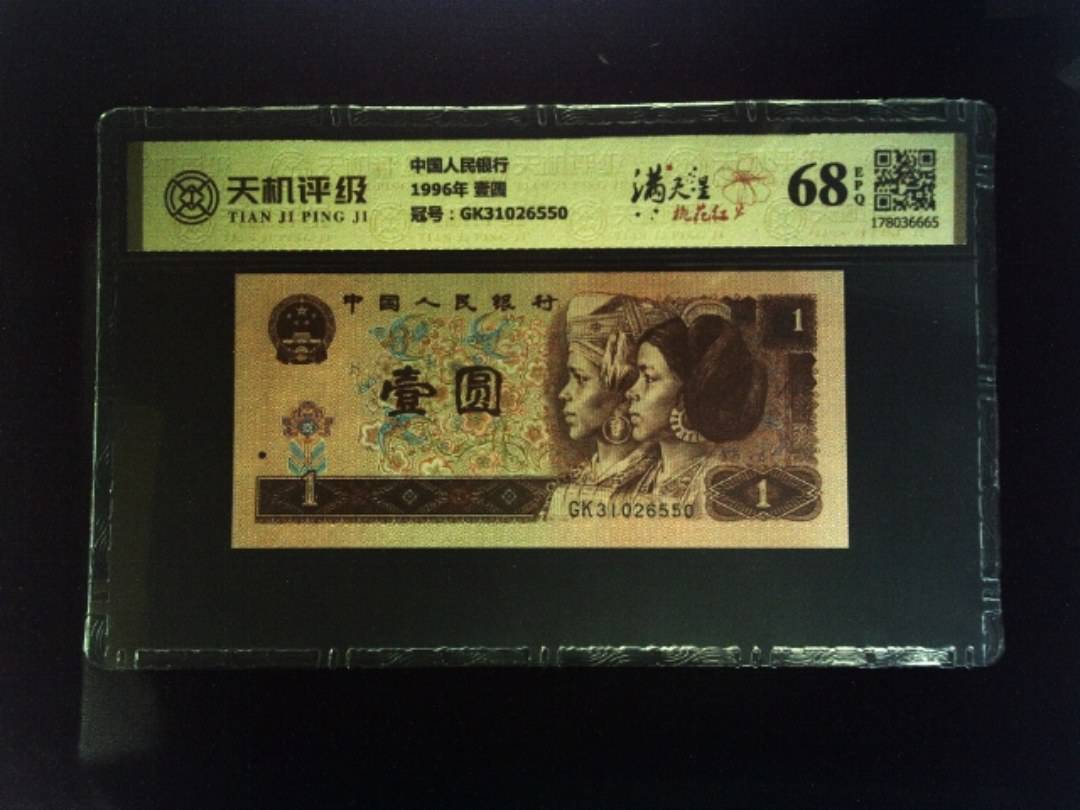 天机评级
TIAN JI PING JI
中国人民银行
1996年 壹四
冠号：GK31026550
满天星
桃花红
68
EPQ
178036665
中国人民银行
壹圆
1
1
1
GK31026550